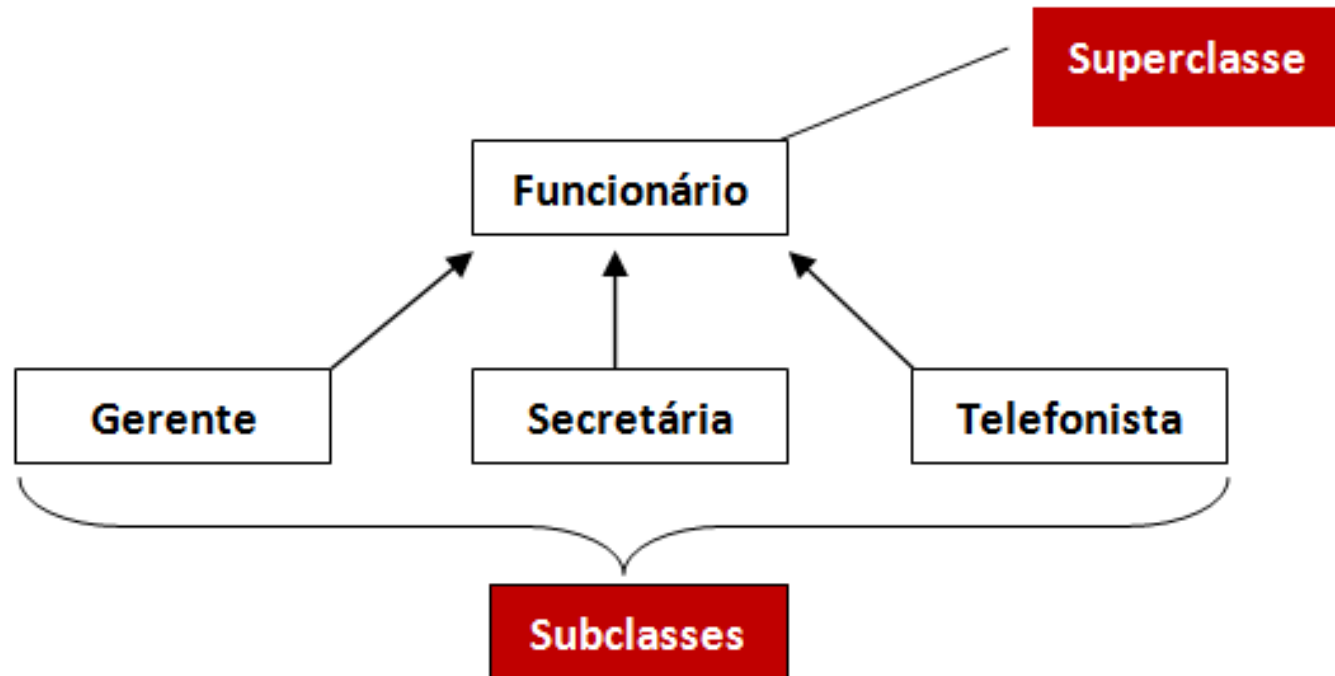 Superclasse
Funcionário
Gerente
Secretária
Telefonista
Subclasses